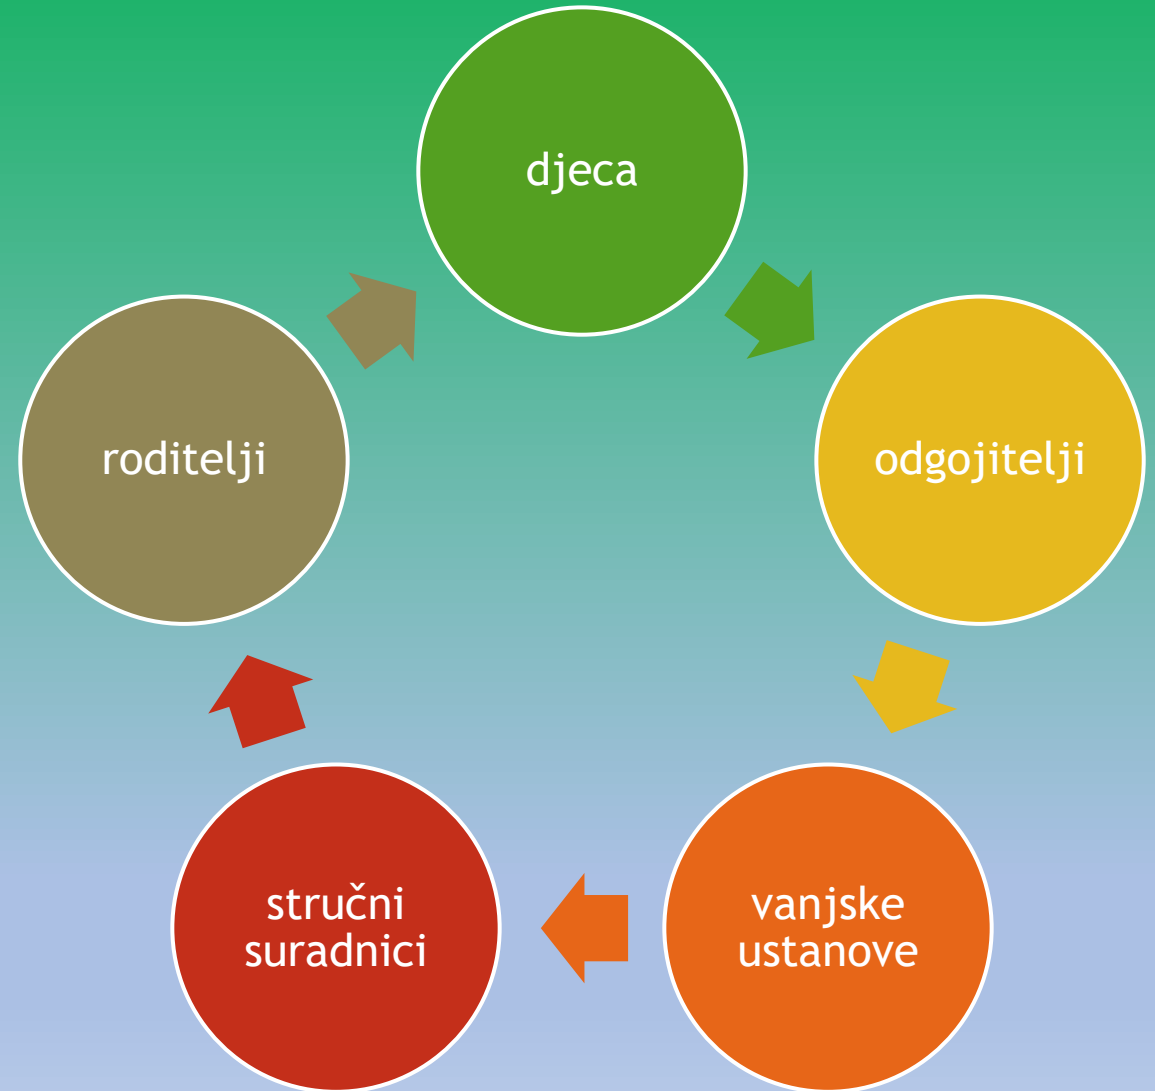 djeca
odgojitelji
vanjske
ustanove
stručni
suradnici
roditelji